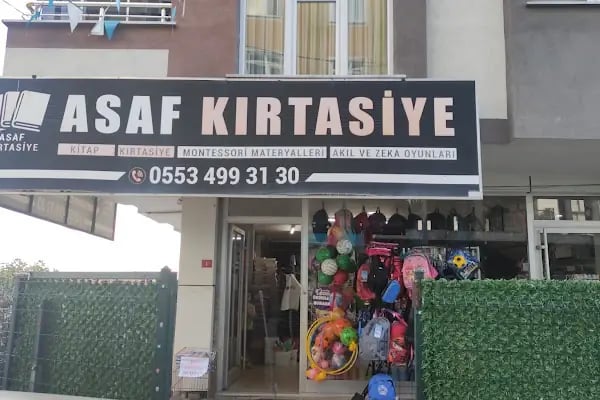 ASAF KIRTASİYE
ASAF
KIRTASİYE
KİTAP KIRTASİYE MONTESSORİ MATERYALLERİ AKIL VE ZEKA OYUNLARI
0553 499 31 30